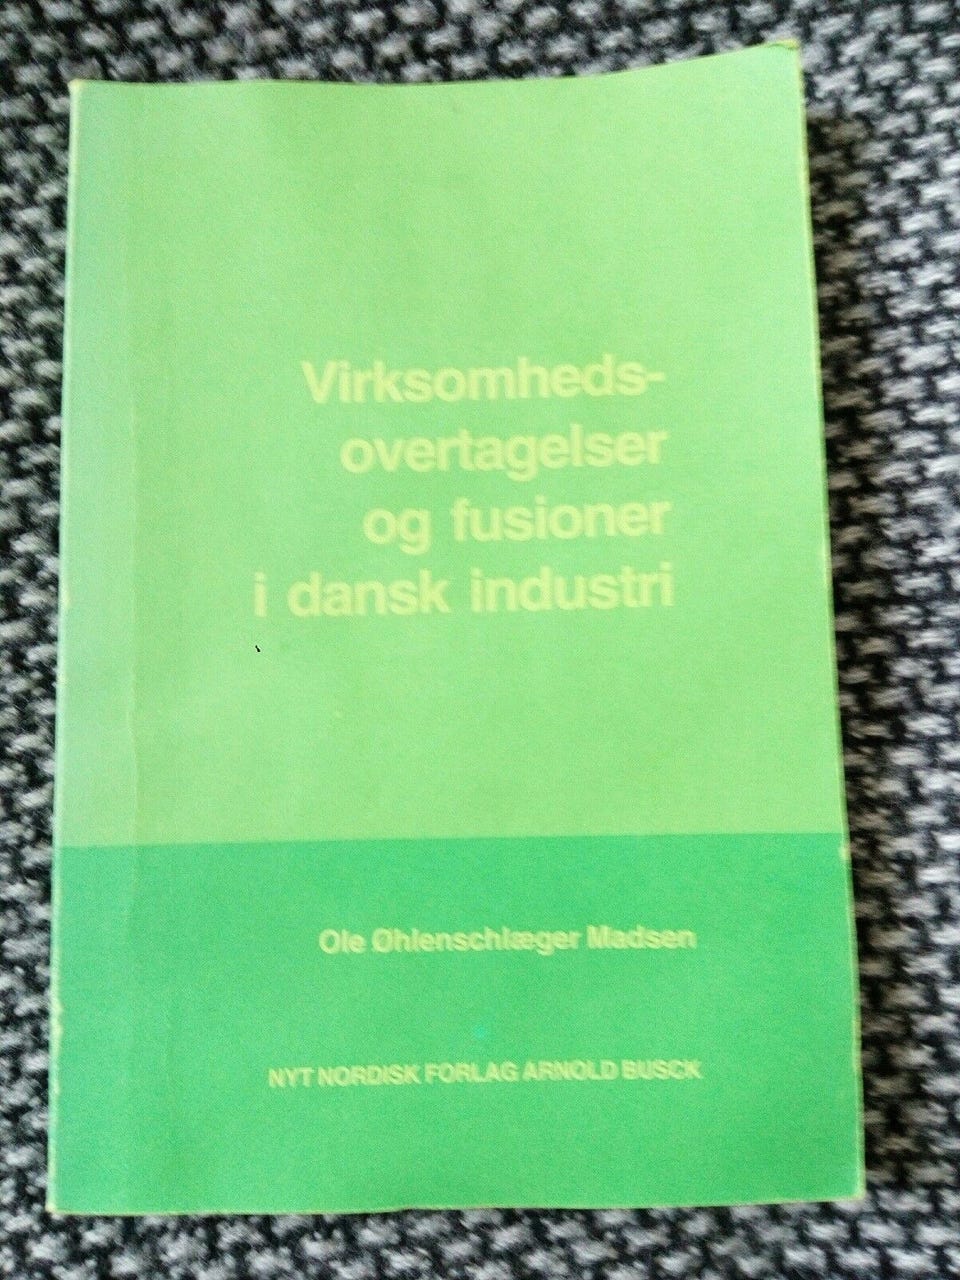 Virksomheds-
overtagelser
og fusioner
i dansk industri
Ole Øhlenschlæger Madsen
NYT NORDISK FORLAG ARNOLD BUSCK